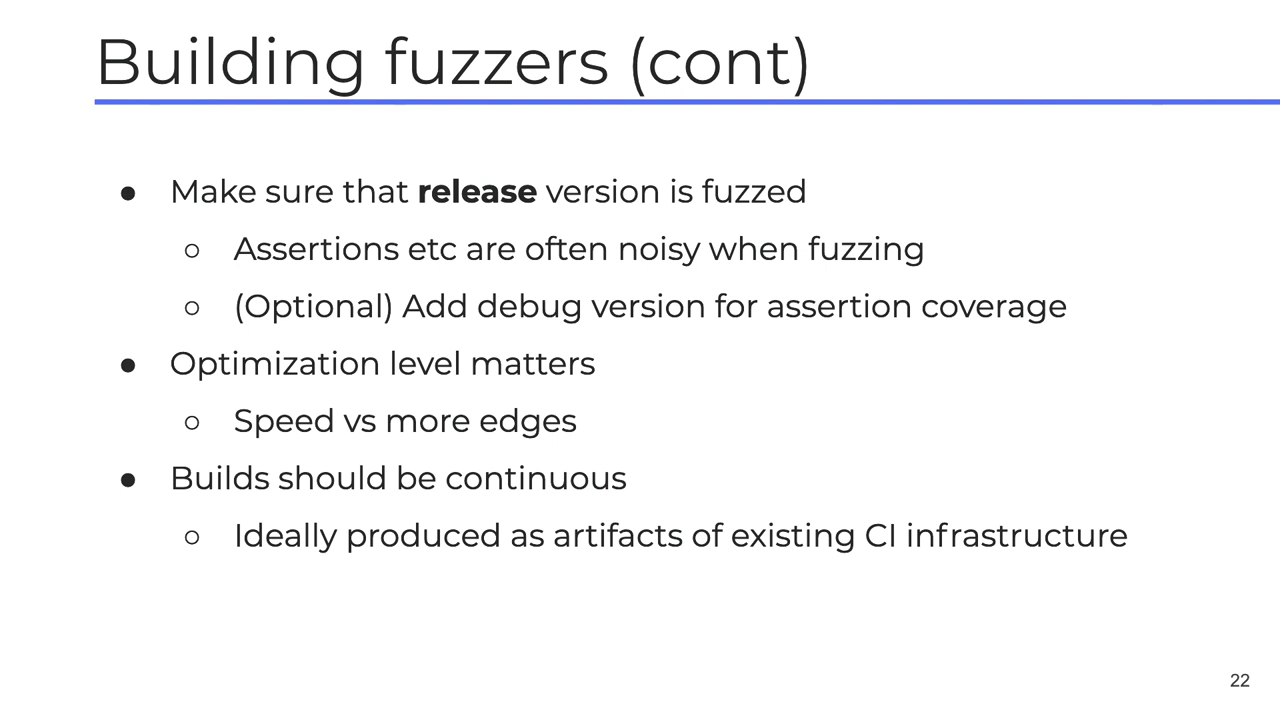 Building fuzzers (cont)
● Make sure that release version is fuzzed
○ Assertions etc are often noisy when fuzzing
○ (Optional) Add debug version for assertion coverage
● Optimization level matters
○ Speed vs more edges
● Builds should be continuous
○ Ideally produced as artifacts of existing CI infrastructure
22